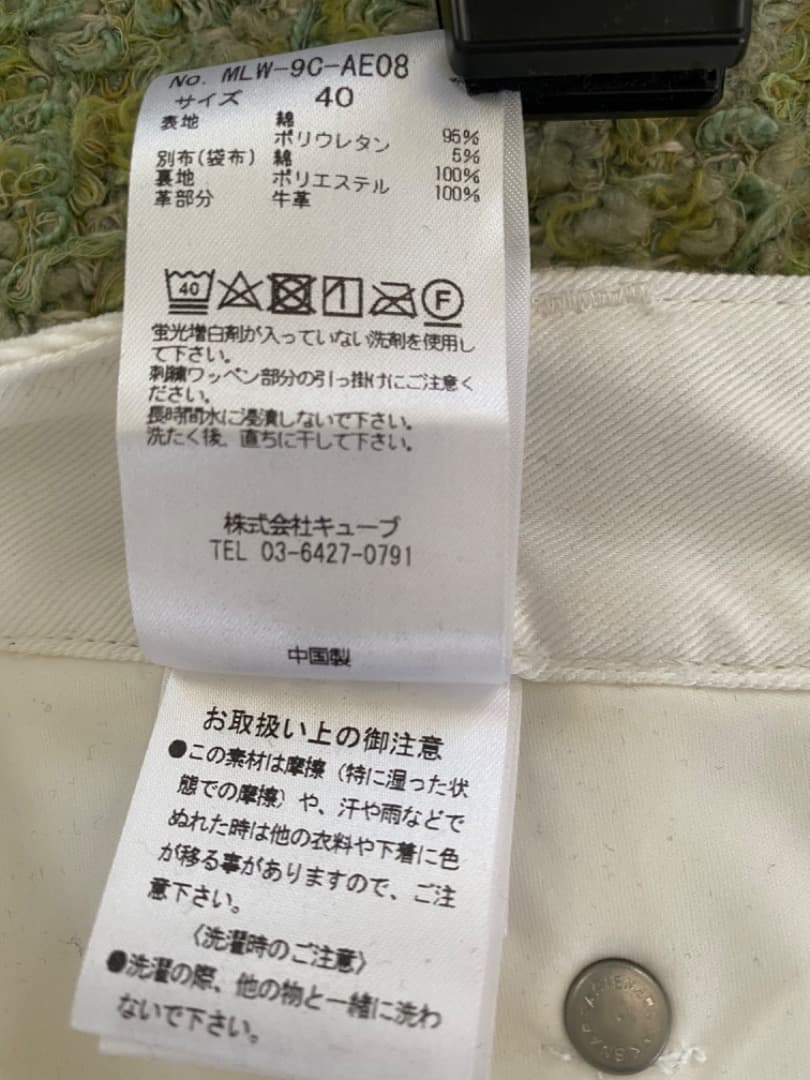 No. MLW-9C-AE08
サイズ 40
表地 綿 95%
ポリウレタン 5%
別布(袋布) 綿 100%
裏地 ポリエステル 100%
革部分 牛革
40
F
蛍光増白剤が入っていない洗剤を使用し
て下さい。
刺繍ワッペン部分の引っ掛けにご注意く
ださい。
長時間水に浸漬しないで下さい。
洗たく後、直ちに干して下さい。
株式会社キューブ
TEL 03-6427-0791
中国製
お取扱い上の御注意
●この素材は摩擦（特に湿った状
態での摩擦）や、汗や雨などで
ぬれた時は他の衣料や下着に色
が移る事がありますので、ご注
意下さい。
〈洗濯時のご注意〉
●洗濯の際、他の物と一緒に洗わ
ないで下さい。